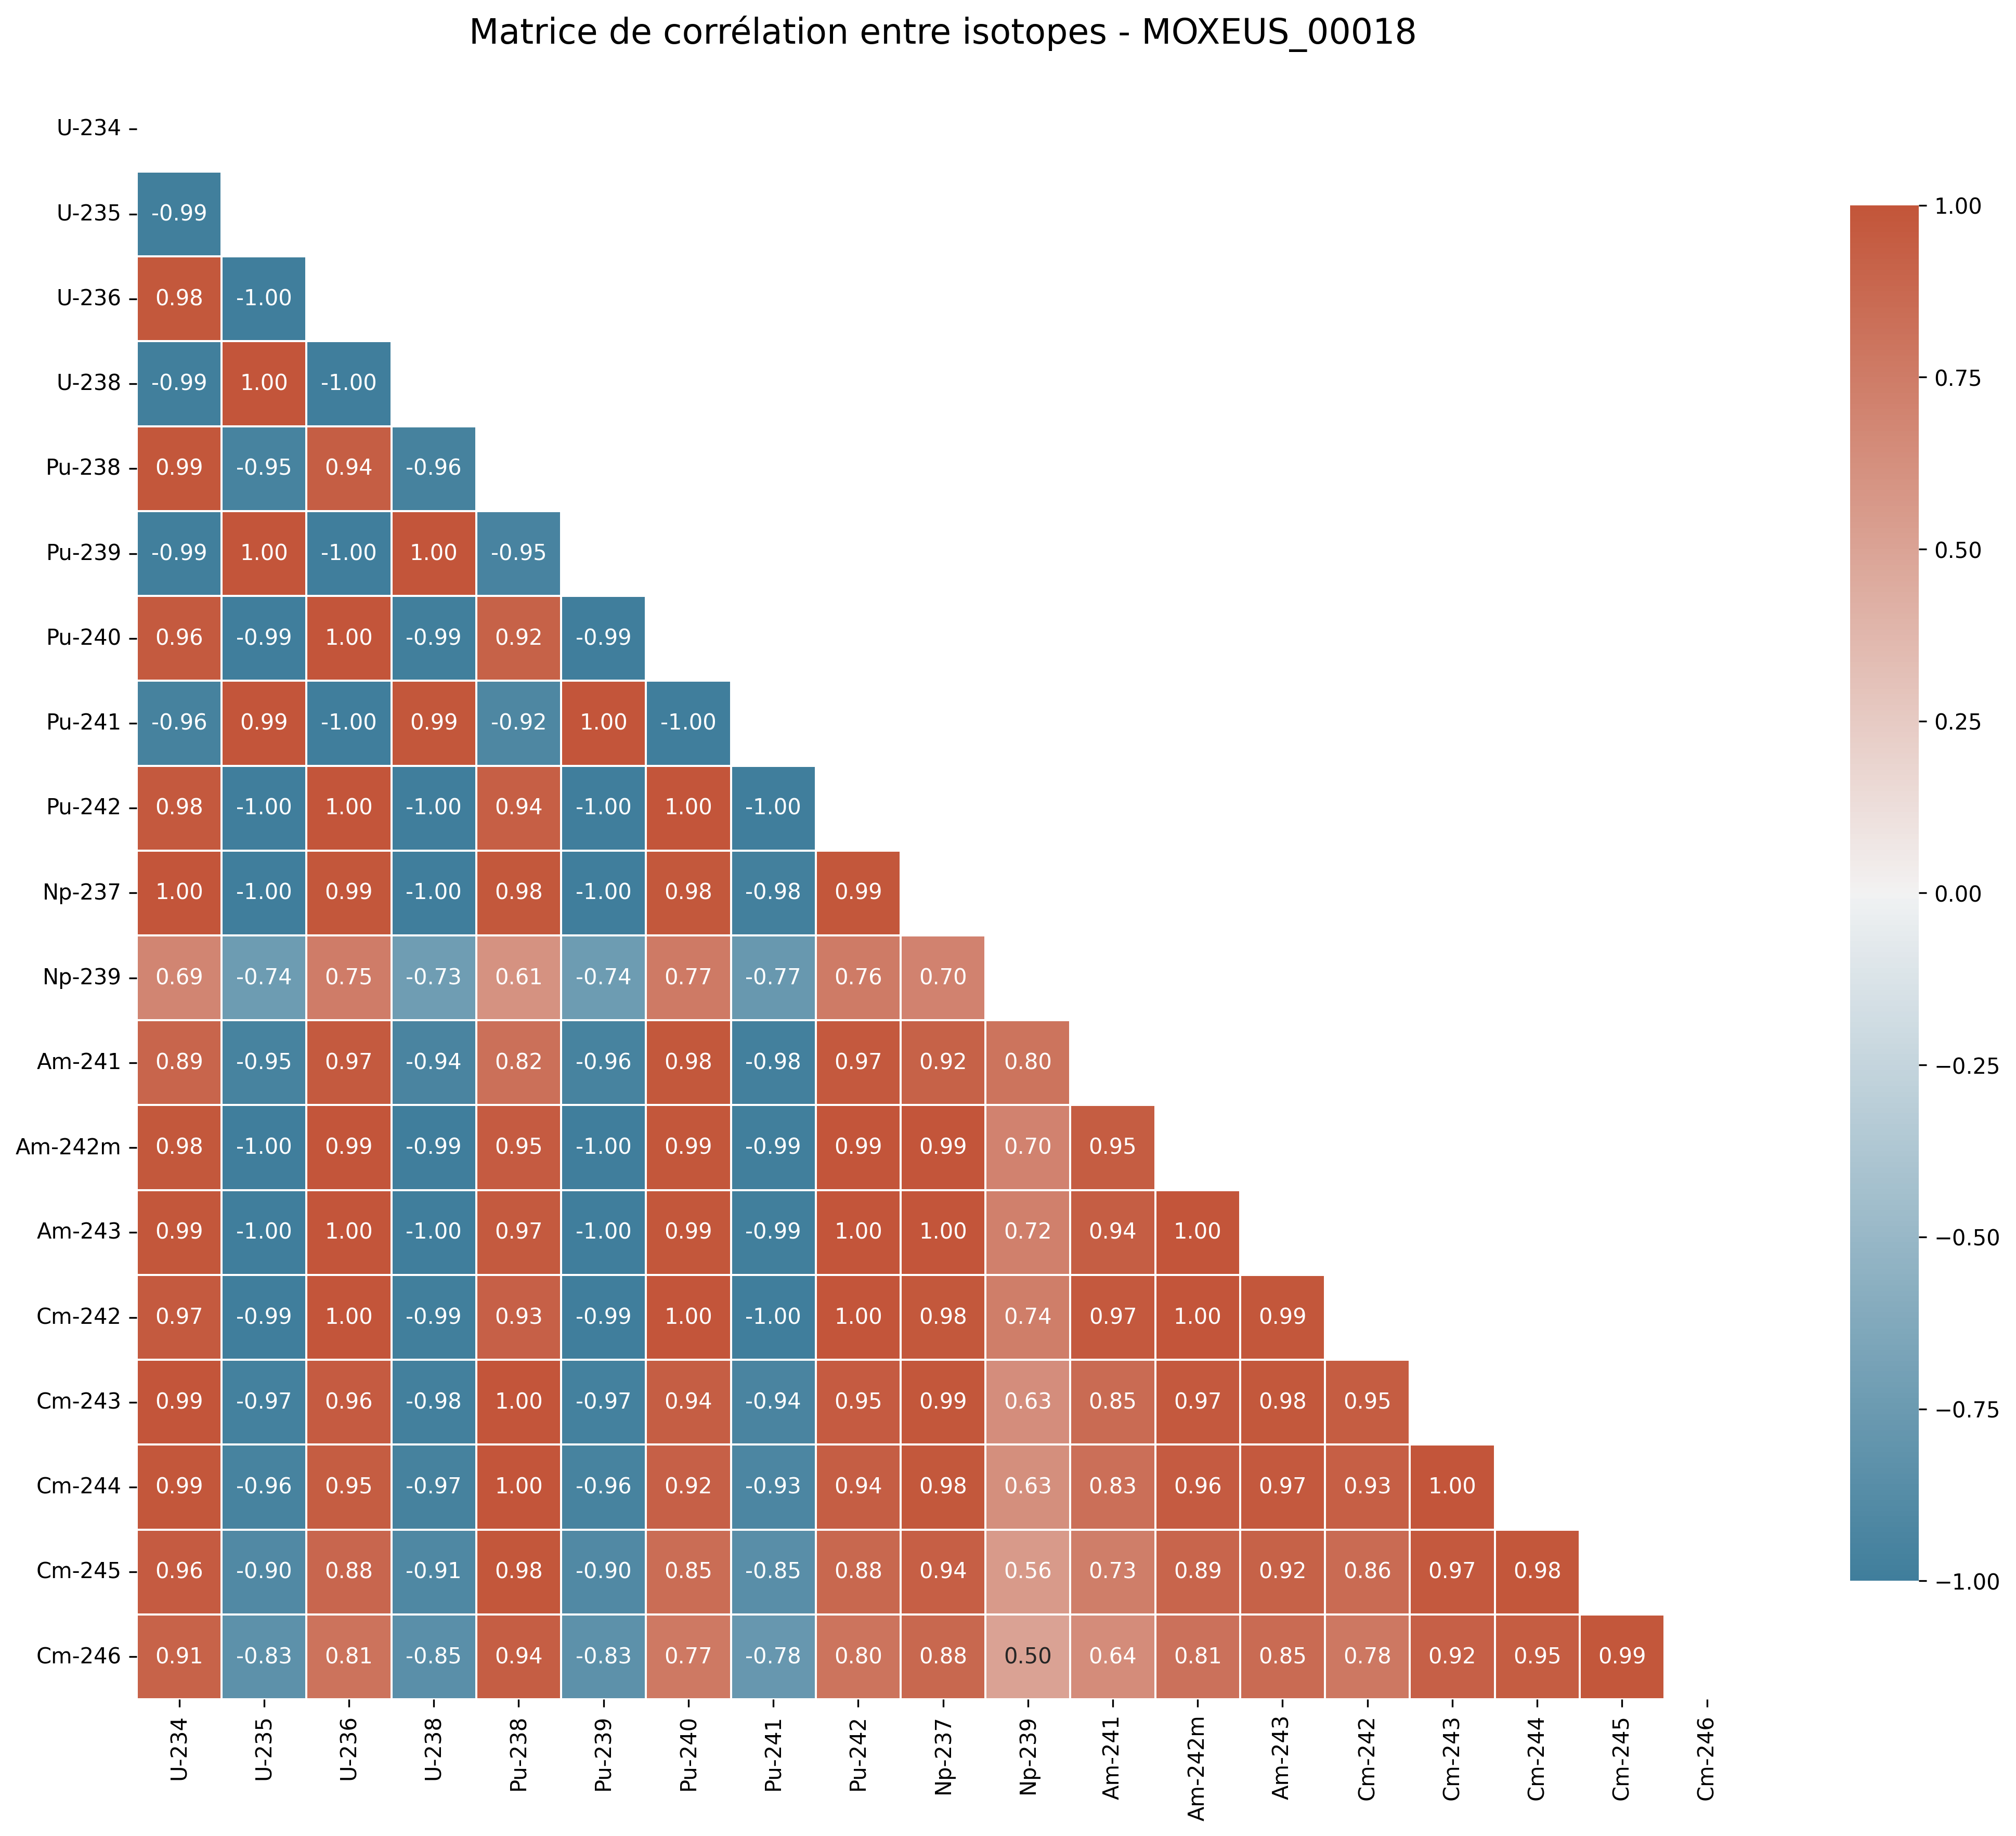 Matrice de corrélation entre isotopes - MOXEUS_00018
U-234
U-235 -0.99
U-236 0.98 -1.00
U-238 -0.99 1.00 -1.00
Pu-238 0.99 -0.95 0.94 -0.96
Pu-239 -0.99 1.00 -1.00 1.00 -0.95
Pu-240 0.96 -0.99 1.00 -0.99 0.92 -0.99
Pu-241 -0.96 0.99 -1.00 0.99 -0.92 1.00 -1.00
Pu-242 0.98 -1.00 1.00 -1.00 0.94 -1.00 1.00 -1.00
Np-237 1.00 -1.00 0.99 -1.00 0.98 -1.00 0.98 -0.98 0.99
Np-239 0.69 -0.74 0.75 -0.73 0.61 -0.74 0.77 -0.77 0.76 0.70
Am-241 0.89 -0.95 0.97 -0.94 0.82 -0.96 0.98 -0.98 0.97 0.92 0.80
Am-242m 0.98 -1.00 0.99 -0.99 0.95 -1.00 0.99 -0.99 0.99 0.99 0.70 0.95
Am-243 0.99 -1.00 1.00 -1.00 0.97 -1.00 0.99 -0.99 1.00 1.00 0.72 0.94 1.00
Cm-242 0.97 -0.99 1.00 -0.99 0.93 -0.99 1.00 -1.00 1.00 0.98 0.74 0.97 1.00 0.99
Cm-243 0.99 -0.97 0.96 -0.98 1.00 -0.97 0.94 -0.94 0.95 0.99 0.63 0.85 0.97 0.98 0.95
Cm-244 0.99 -0.96 0.95 -0.97 1.00 -0.96 0.92 -0.93 0.94 0.98 0.63 0.83 0.96 0.97 0.93 1.00
Cm-245 0.96 -0.90 0.88 -0.91 0.98 -0.90 0.85 -0.85 0.88 0.94 0.56 0.73 0.89 0.92 0.86 0.97 0.98
Cm-246 0.91 -0.83 0.81 -0.85 0.94 -0.83 0.77 -0.78 0.80 0.88 0.50 0.64 0.81 0.85 0.78 0.92 0.95 0.99
U-234 U-235 U-236 U-238 Pu-238 Pu-239 Pu-240 Pu-241 Pu-242 Np-237 Np-239 Am-241 Am-242m Am-243 Cm-242 Cm-243 Cm-244 Cm-245 Cm-246
1.00
0.75
0.50
0.25
0.00
−0.25
−0.50
−0.75
−1.00